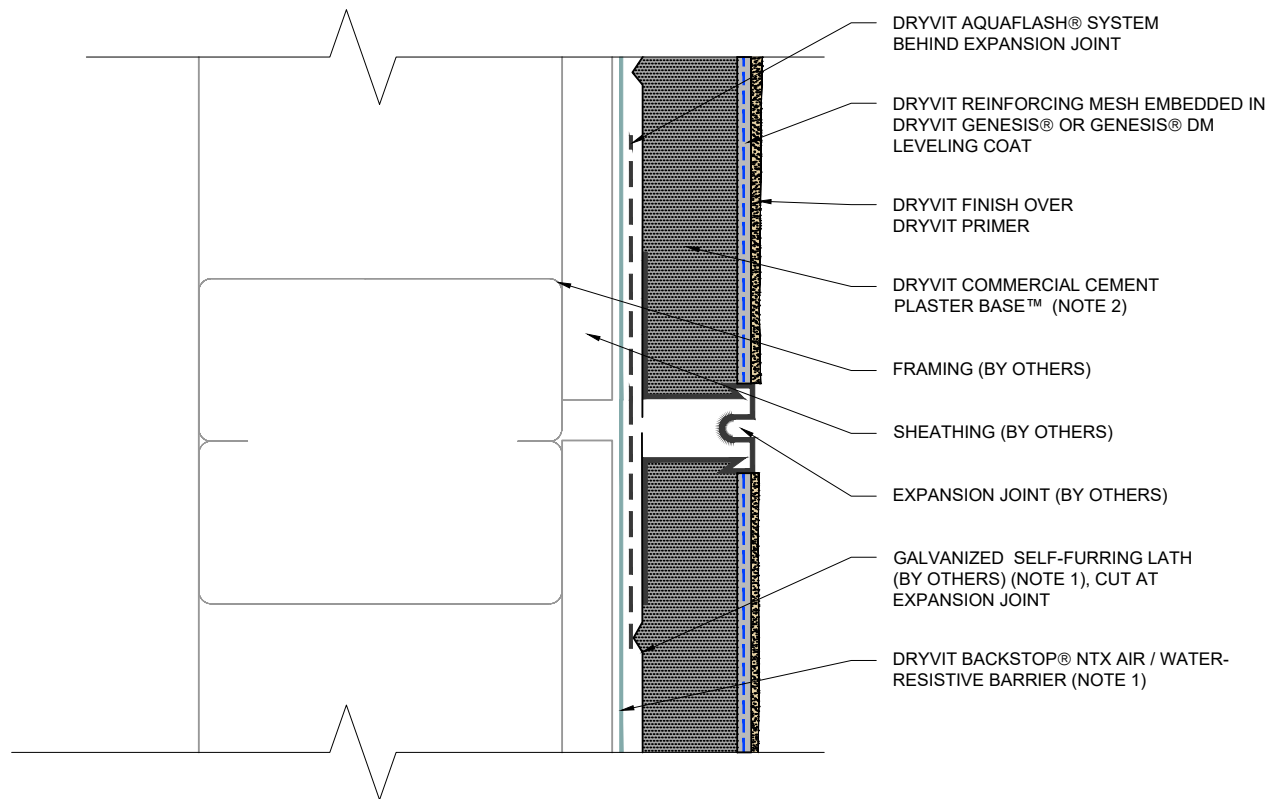 DRYVIT AQUAFLASH® SYSTEM
BEHIND EXPANSION JOINT
DRYVIT REINFORCING MESH EMBEDDED IN
DRYVIT GENESIS® OR GENESIS® DM
LEVELING COAT
DRYVIT FINISH OVER
DRYVIT PRIMER
DRYVIT COMMERCIAL CEMENT
PLASTER BASE™ (NOTE 2)
FRAMING (BY OTHERS)
SHEATHING (BY OTHERS)
EXPANSION JOINT (BY OTHERS)
GALVANIZED SELF-FURRING LATH
(BY OTHERS) (NOTE 1), CUT AT
EXPANSION JOINT
DRYVIT BACKSTOP® NTX AIR / WATER-
RESISTIVE BARRIER (NOTE 1)